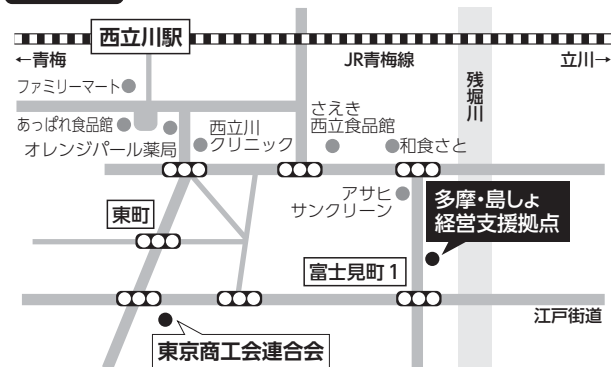 西立川駅
←青梅
JR青梅線
立川→
残堀川
ファミリーマート
あっぱれ食品館
オレンジパール薬局
西立川
クリニック
さえき
西立食品館
和食さと
アサヒ
サンクリーン
多摩・島しょ
経営支援拠点
東町
富士見町1
江戸街道
東京商工会連合会